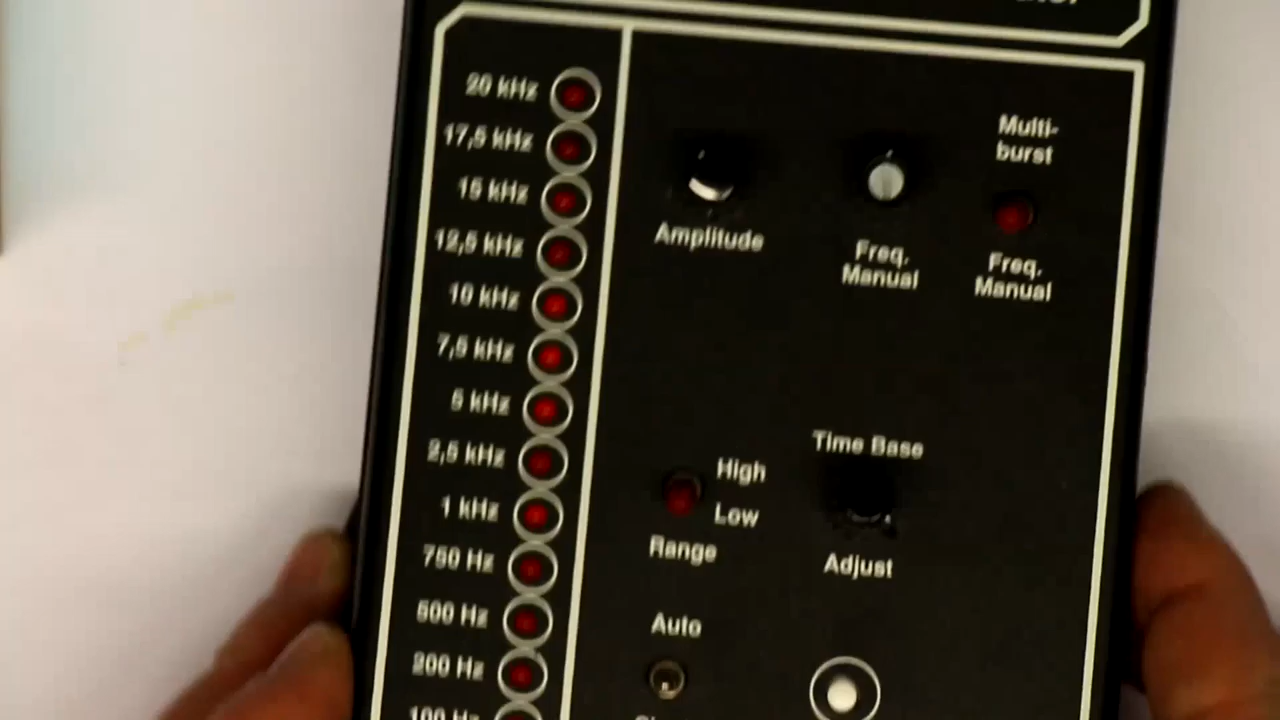 20 kHz
17,5 kHz
15 kHz
12,5 kHz
10 kHz
7,5 kHz
5 kHz
2,5 kHz
1 kHz
750 Hz
500 Hz
200 Hz
100 Hz
Amplitude
Freq.
Manual
Multi-
burst
Freq.
Manual
High
Low
Range
Time Base
Adjust
Auto